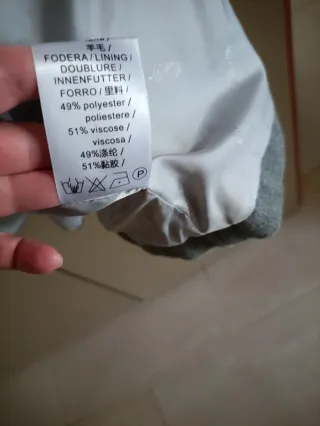 羊毛 /
FODERA / LINING /
DOUBLURE /
INNENFUTTER /
FORRO / 里料 /
49% polyester /
poliestere /
51% viscose /
viscosa /
49%涤纶 /
51%黏胶 /
P